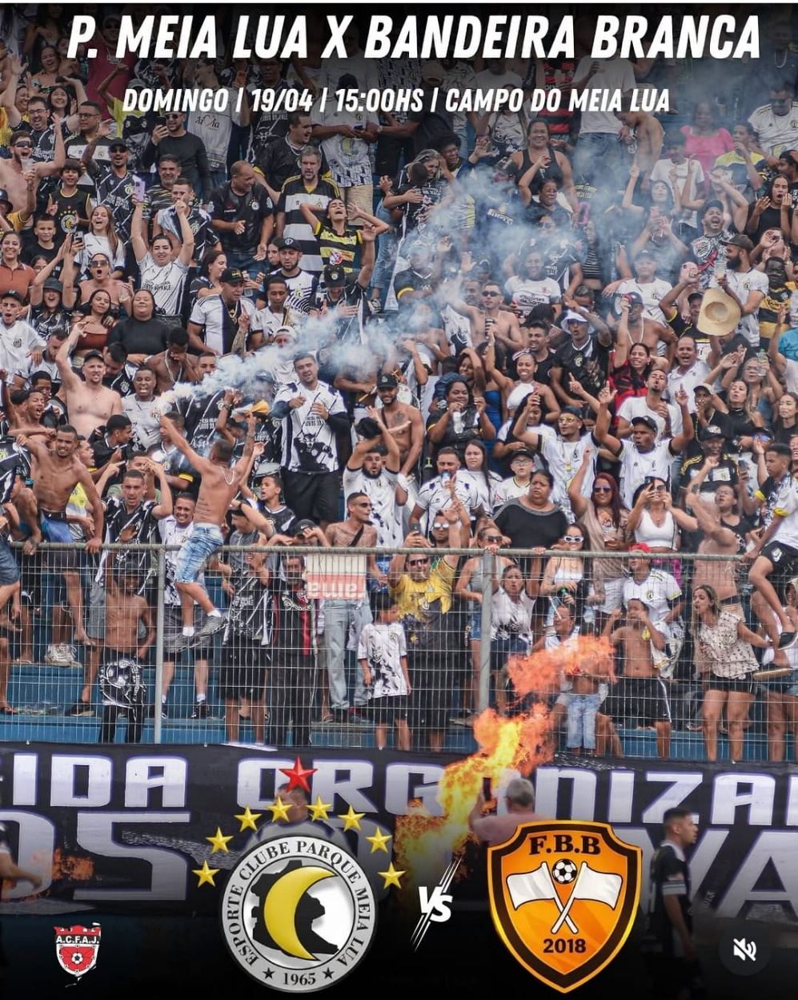 P. MEIA LUA X BANDEIRA BRANCA
DOMINGO | 19/04 | 15:00HS | CAMPO DO MEIA LUA
ORGANIZA
ESPORTE CLUBE PARQUE MEIA LUA
1965
VS
F.B.B
2018
A.C.F.A.J.